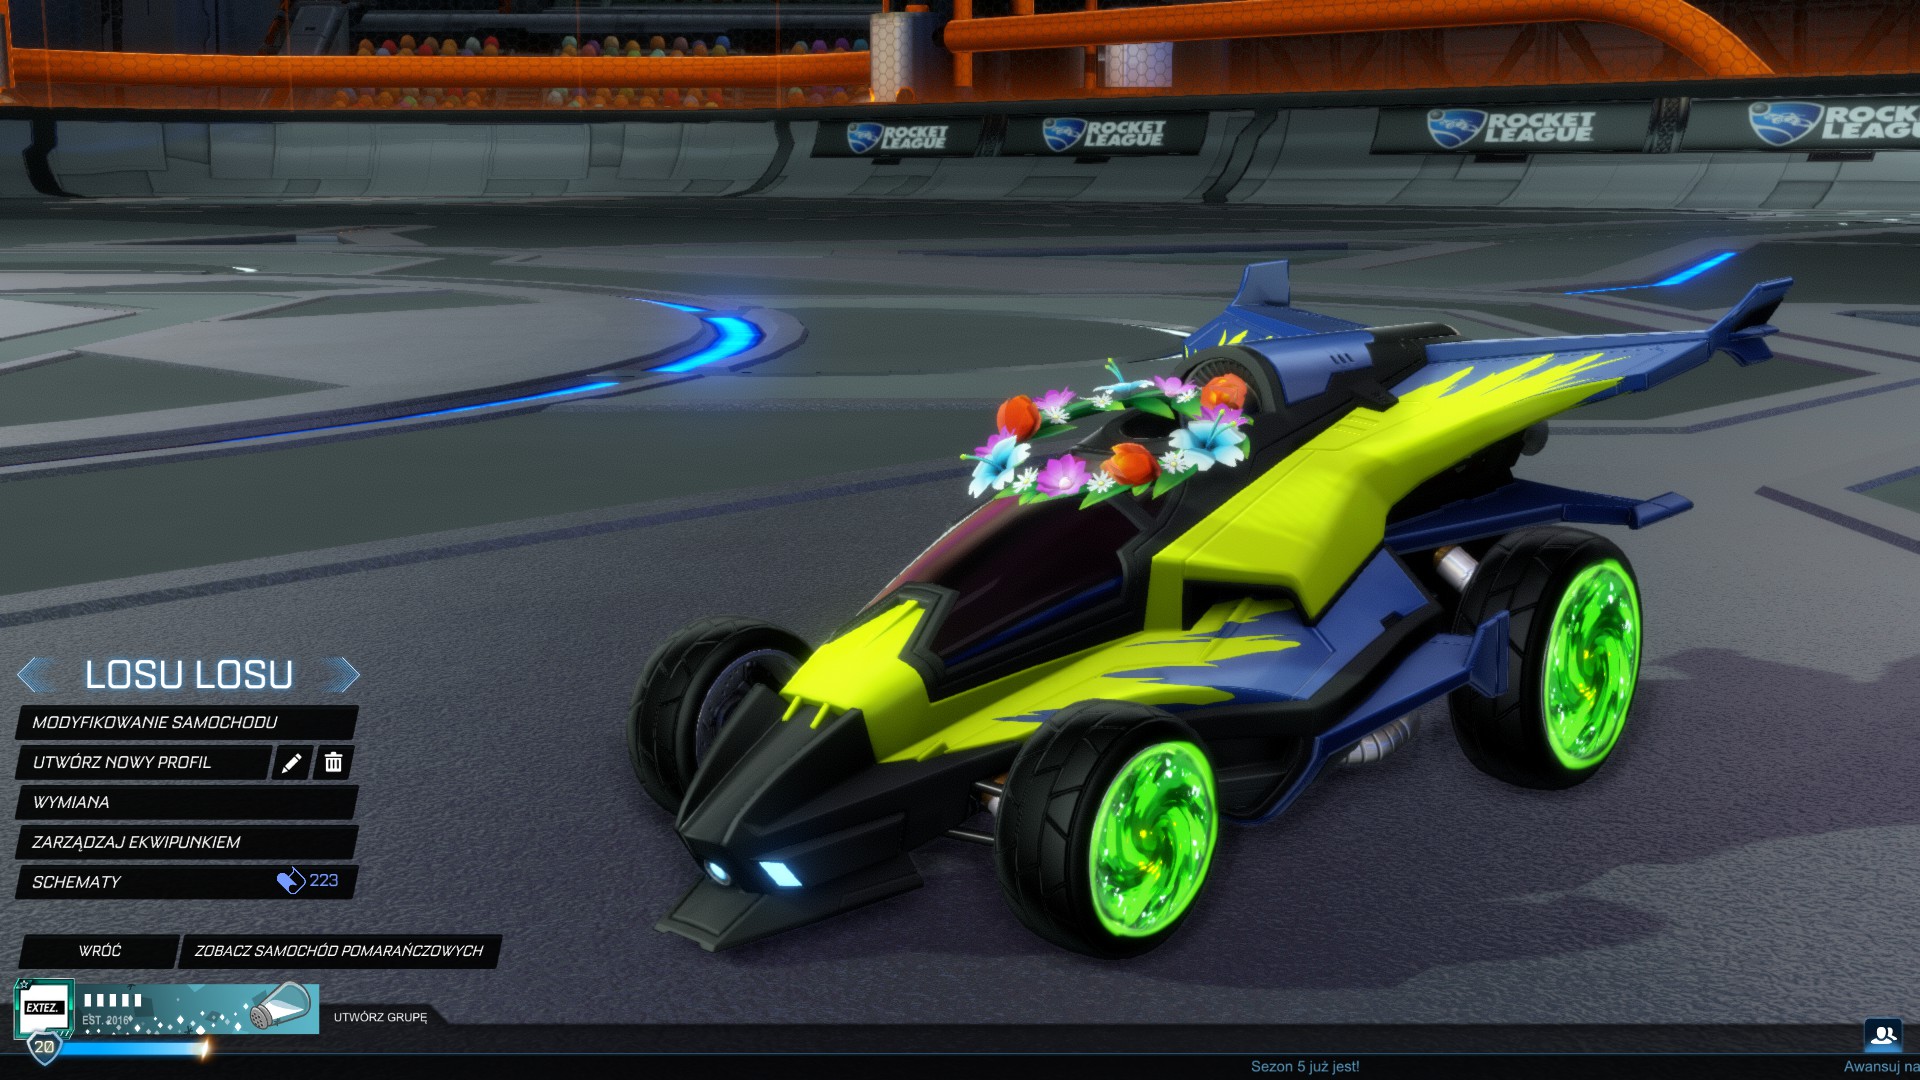 ROCKET
LEAGUE
ROCKET
LEAGUE
ROCKET
LEAGUE
ROCK
LEAGU
LOSU LOSU
MODYFIKOWANIE SAMOCHODU
UTWÓRZ NOWY PROFIL
WYMIANA
ZARZĄDZAJ EKWIPUNKIEM
SCHEMATY 223
WRÓĆ ZOBACZ SAMOCHÓD POMARAŃCZOWYCH
EXTEZ.
EST. 2016
UTWÓRZ GRUPĘ
20
Sezon 5 już jest! Awansuj na